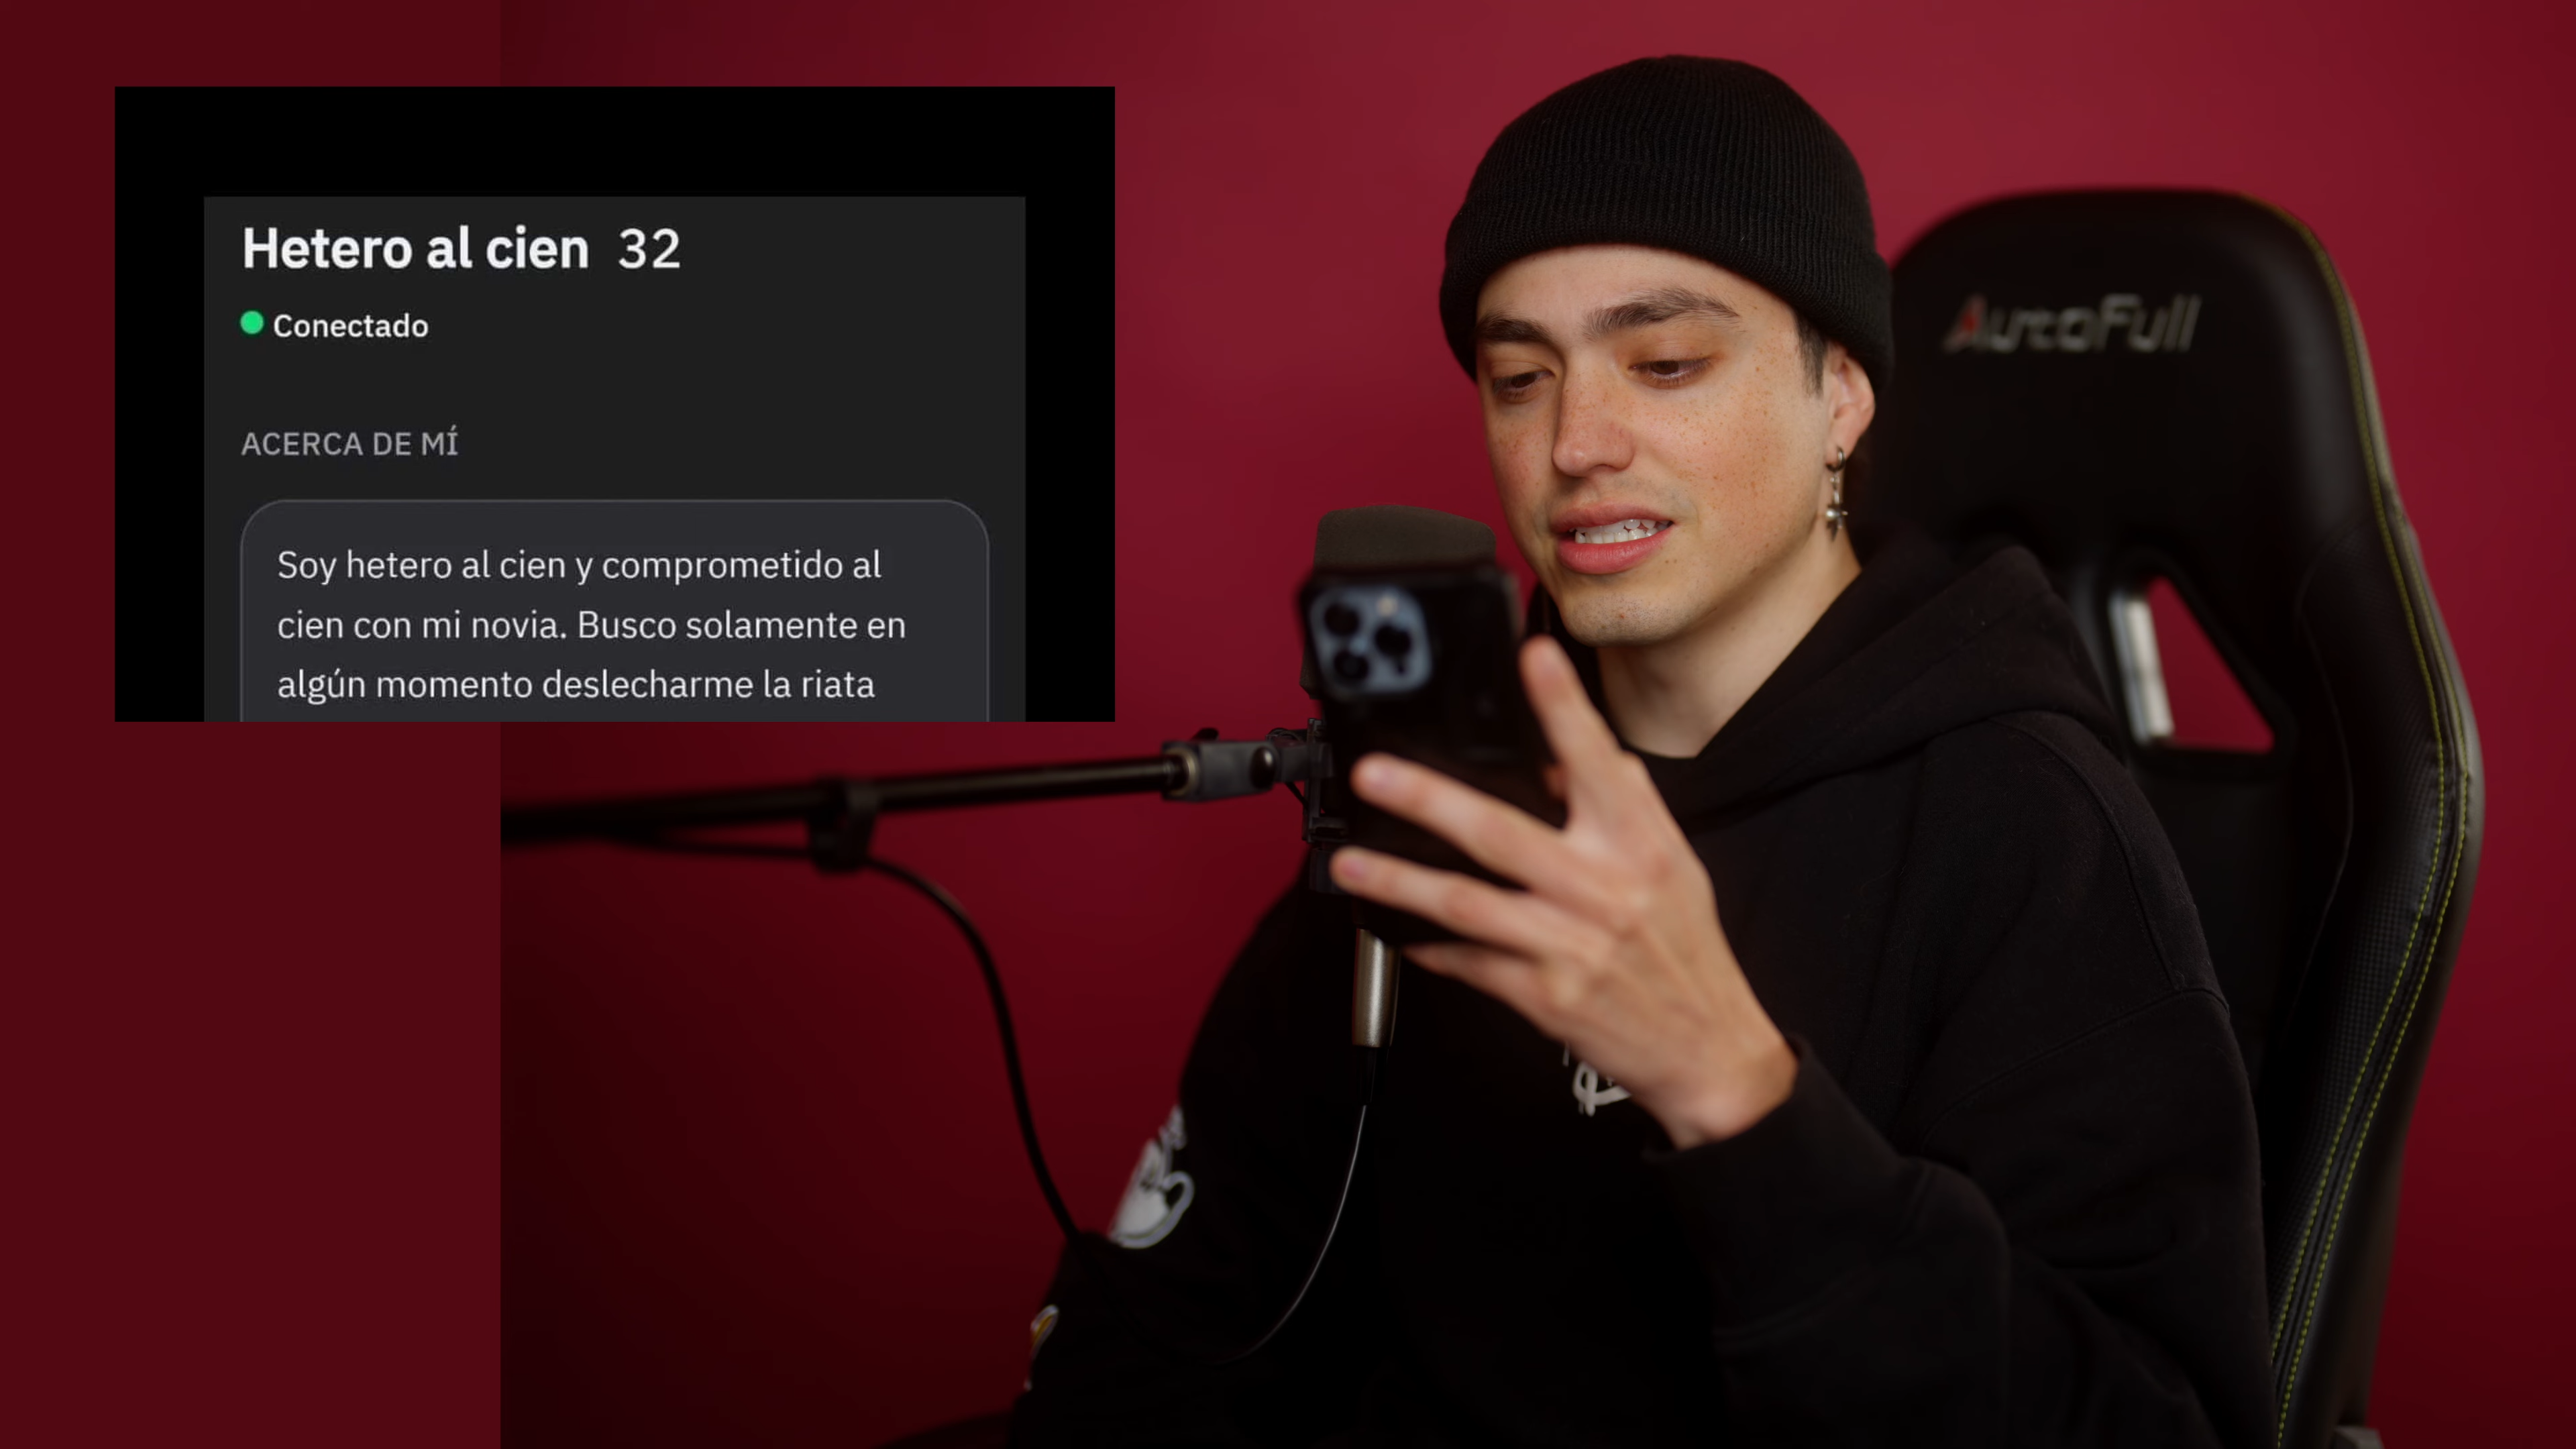 Hetero al cien 32
Conectado
ACERCA DE MÍ
Soy hetero al cien y comprometido al
cien con mi novia. Busco solamente en
algún momento deslecharme la riata
AutoFull